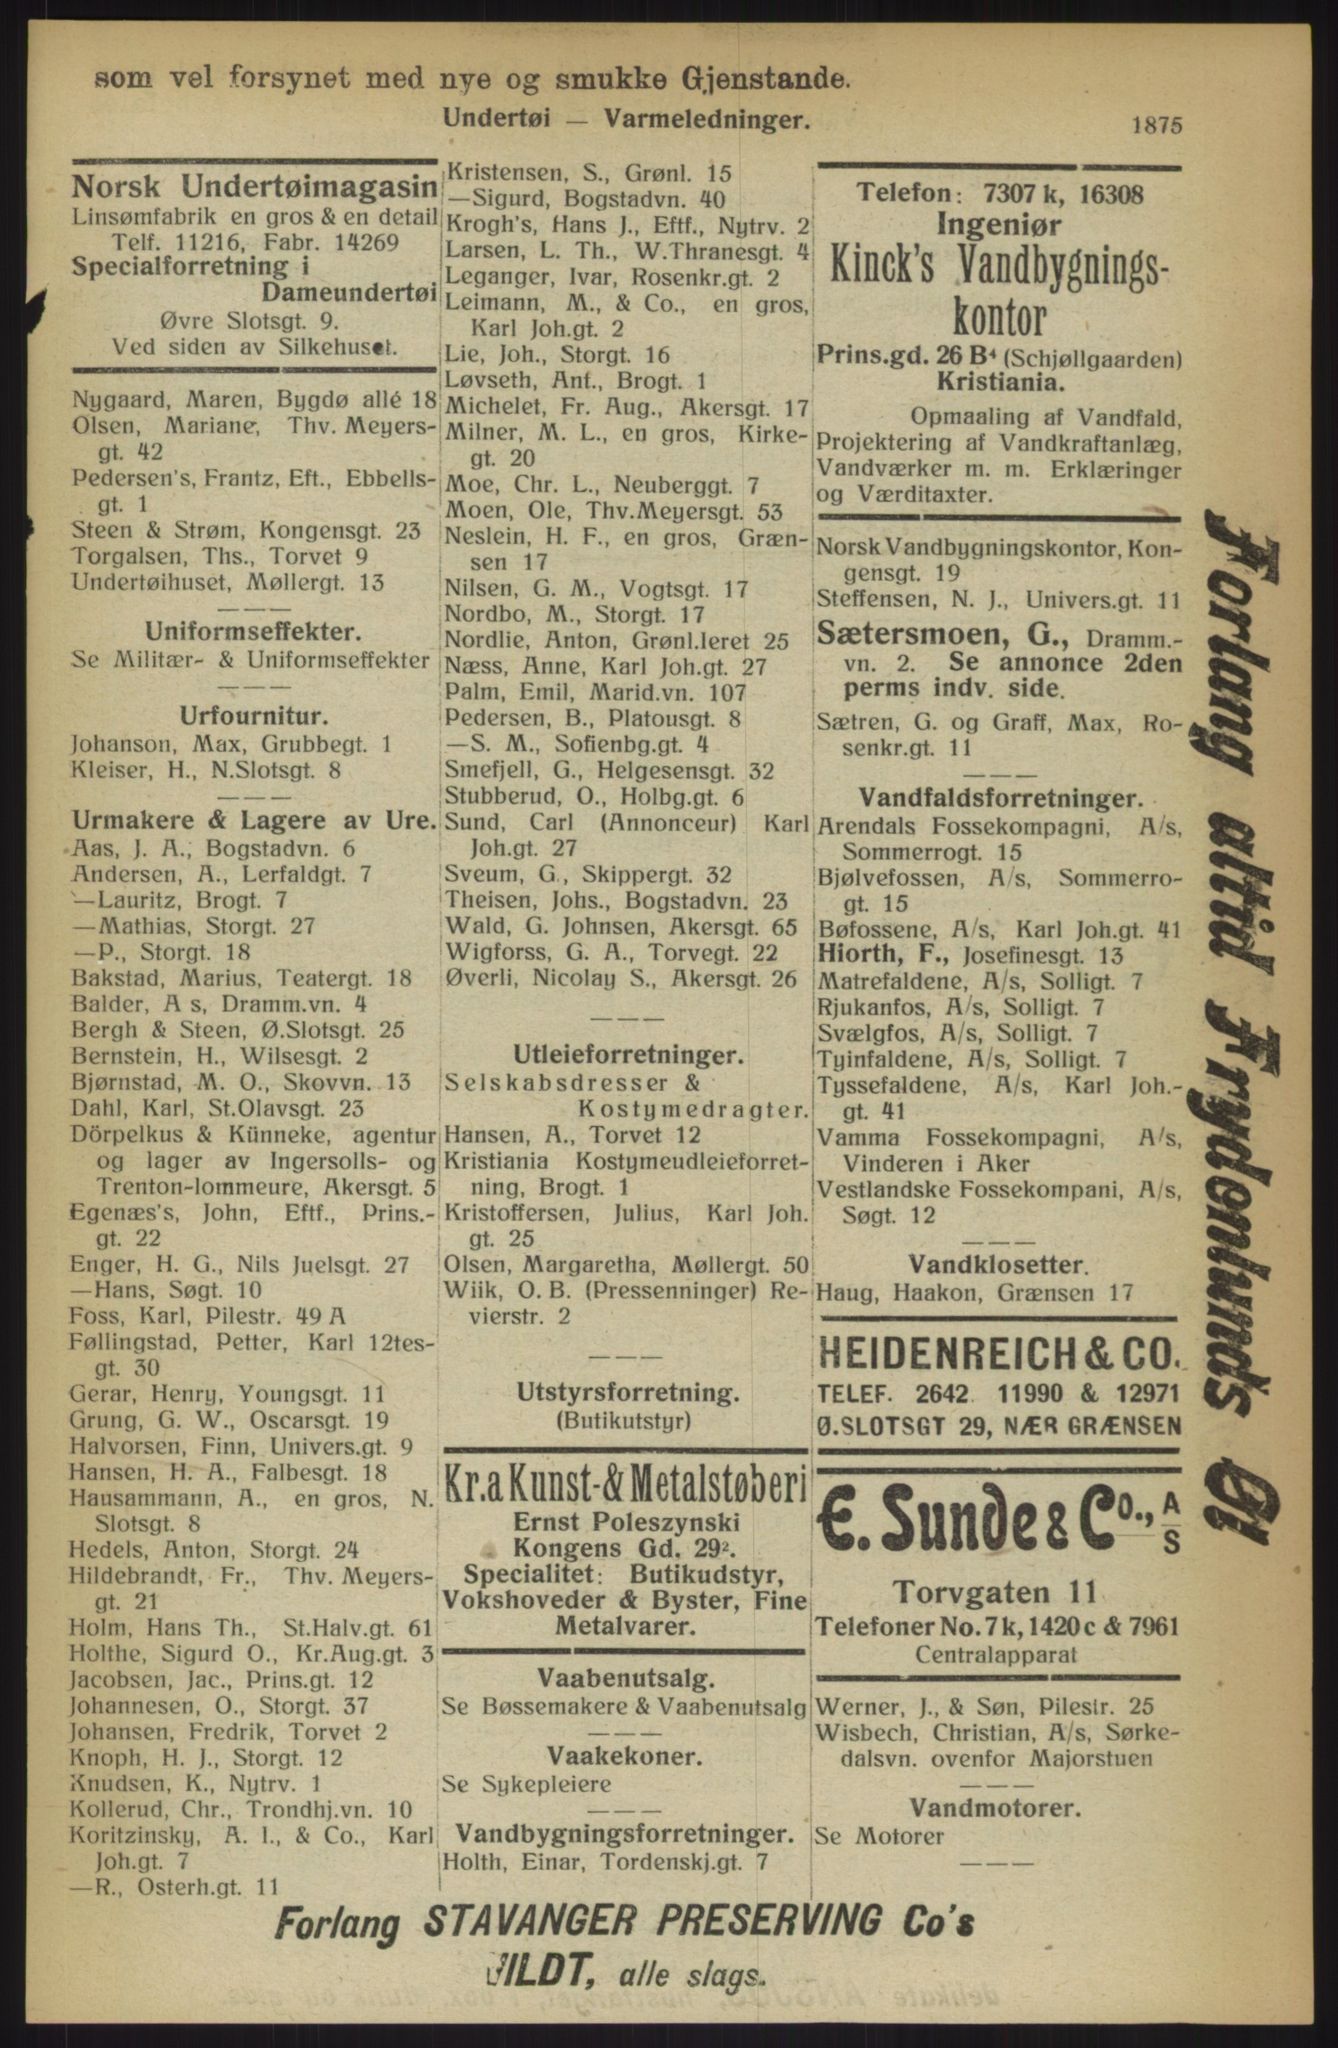 som vel forsynet med nye og smukke Gjenstande.
Undertøi — Varmeledninger.
1875
Norsk Undertøimagasin
Linsømfabrik en gros & en detail
Telf. 11216, Fabr. 14269
Specialforretning i
Dameundertøi
Øvre Slotsgt. 9.
Ved siden av Silkehuset.
Nygaard, Maren, Bygdø allé 18
Olsen, Mariane, Thv. Meyers-
gt. 42
Pedersen's, Frantz, Eft., Ebbells-
gt. 1
Steen & Strøm, Kongensgt. 23
Torgalsen, Ths., Torvet 9
Undertøihuset, Møllergt. 13
Uniformseffekter.
Se Militær- & Uniformseffekter
Urfournitur.
Johanson, Max, Grubbegt. 1
Kleiser, H., N.Slotsgt. 8
Urmakere & Lagere av Ure.
Aas, J. A., Bogstadvn. 6
Andersen, A., Lerfaldgt. 7
—Lauritz, Brogt. 7
—Mathias, Storgt. 27
—P., Storgt. 18
Bakstad, Marius, Teatergt. 18
Balder, A s, Dramm.vn. 4
Bergh & Steen, Ø.Slotsgt. 25
Bernstein, H., Wilsesgt. 2
Bjørnstad, M. O., Skovvn. 13
Dahl, Karl, St.Olavsgt. 23
Dörpelkus & Künneke, agentur
og lager av Ingersolls- og
Trenton-lommeure, Akersgt. 5
Egenæs's, John, Eftf., Prins.-
gt. 22
Enger, H. G., Nils Juelsgt. 27
—Hans, Søgt. 10
Foss, Karl, Pilestr. 49 A
Føllingstad, Petter, Karl 12tes-
gt. 30
Gerar, Henry, Youngsgt. 11
Grung, G. W., Oscarsgt. 19
Halvorsen, Finn, Univers.gt. 9
Hansen, H. A., Falbesgt. 18
Hausammann, A., en gros, N.
Slotsgt. 8
Hedels, Anton, Storgt. 24
Hildebrandt, Fr., Thv. Meyers-
gt. 21
Holm, Hans Th., St.Halv.gt. 61
Holthe, Sigurd O., Kr.Aug.gt. 3
Jacobsen, Jac., Prins.gt. 12
Johannesen, O., Storgt. 37
Johansen, Fredrik, Torvet 2
Knoph, H. J., Storgt. 12
Knudsen, K., Nytrv. 1
Kollerud, Chr., Trondhj.vn. 10
Koritzinsky, A. I., & Co., Karl
Joh.gt. 7
—R., Osterh.gt. 11
Kristensen, S., Grønl. 15
—Sigurd, Bogstadvn. 40
Krogh's, Hans J., Eftf., Nytrv. 2
Larsen, L. Th., W.Thranesgt. 4
Leganger, Ivar, Rosenkr.gt. 2
Leimann, M., & Co., en gros,
Karl Joh.gt. 2
Lie, Joh., Storgt. 16
Løvseth, Ant., Brogt. 1
Michelet, Fr. Aug., Akersgt. 17
Milner, M. L., en gros, Kirke-
gt. 20
Moe, Chr. L., Neuberggt. 7
Moen, Ole, Thv.Meyersgt. 53
Neslein, H. F., en gros, Græn-
sen 17
Nilsen, G. M., Vogtsgt. 17
Nordbo, M., Storgt. 17
Nordlie, Anton, Grønl.leret 25
Næss, Anne, Karl Joh.gt. 27
Palm, Emil, Marid.vn. 107
Pedersen, B., Platousgt. 8
—S. M., Sofienbg.gt. 4
Smefjell, G., Helgesensgt. 32
Stubberud, O., Holbg.gt. 6
Sund, Carl (Annonceur) Karl
Joh.gt. 27
Sveum, G., Skippergt. 32
Theisen, Johs., Bogstadvn. 23
Wald, G. Johnsen, Akersgt. 65
Wigforss, G. A., Torvegt. 22
Øverli, Nicolay S., Akersgt. 26
Utleieforretninger.
Selskabsdresser &
Kostymedragter.
Hansen, A., Torvet 12
Kristiania Kostymeudleieforret-
ning, Brogt. 1
Kristoffersen, Julius, Karl Joh.
gt. 25
Olsen, Margaretha, Møllergt. 50
Wiik, O. B. (Pressenninger) Re-
vierstr. 2
Utstyrsforretning.
(Butikutstyr)
Kr.a Kunst- & Metalstøberi
Ernst Poleszynski
Kongens Gd. 29².
Specialitet: Butikudstyr,
Vokshoveder & Byster, Fine
Metalvarer.
Vaabenutsalg.
Se Bøssemakere & Vaabenutsalg
Vaakekoner.
Se Sykepleiere
Vandbygningsforretninger.
Holth, Einar, Tordenskj.gt. 7
Telefon: 7307 k, 16308
Ingeniør
Kinck's Vandbygnings-
kontor
Prins.gd. 26 B⁴ (Schjøllgaarden)
Kristiania.
Opmaaling af Vandfald,
Projektering af Vandkraftanlæg,
Vandværker m. m. Erklæringer
og Værditaxter.
Norsk Vandbygningskontor, Kon-
gensgt. 19
Steffensen, N. J., Univers.gt. 11
Sætersmoen, G., Dramm.-
vn. 2. Se annonce 2den
perms indv. side.
Sætren, G. og Graff, Max, Ro-
senkr.gt. 11
Vandfaldsforretninger.
Arendals Fossekompagni, A/s,
Sommerrogt. 15
Bjølvefossen, A/s, Sommerro-
gt. 15
Bøfossene, A/s, Karl Joh.gt. 41
Hiorth, F., Josefinesgt. 13
Matrefaldene, A/s, Solligt. 7
Rjukanfos, A/s, Solligt. 7
Svælgfos, A/s, Solligt. 7
Tyinfaldene, A/s, Solligt. 7
Tyssefaldene, A/s, Karl Joh.-
gt. 41
Vamma Fossekompagni, A/s,
Vinderen i Aker
Vestlandske Fossekompani, A/s,
Søgt. 12
Vandklosetter.
Haug, Haakon, Grænsen 17
HEIDENREICH & CO.
TELEF. 2642 11990 & 12971
Ø.SLOTSGT 29, NÆR GRÆNSEN
E. Sunde & Co., A/S
Torvgaten 11
Telefoner No. 7 k, 1420 c & 7961
Centralapparat
Werner, J., & Søn, Pilestr. 25
Wisbech, Christian, A/s, Sørke-
dalsvn. ovenfor Majorstuen
Vandmotorer.
Se Motorer
Forlang altid Frydenlunds Øl
Forlang STAVANGER PRESERVING Co's
VILDT, alle slags.